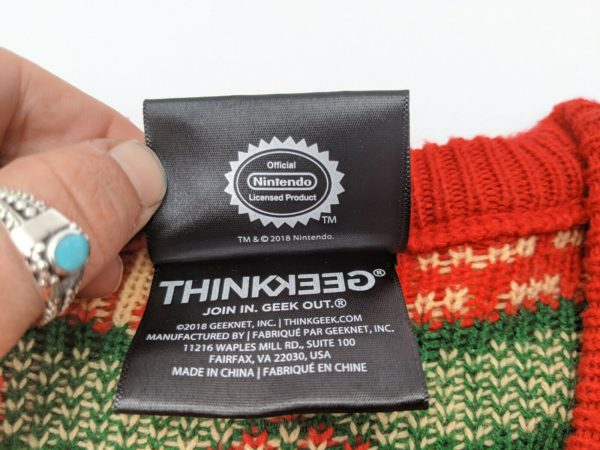 Official
Nintendo
Licensed Product
TM
TM & © 2018 Nintendo.
THINKGEEK®
JOIN IN. GEEK OUT.®
©2018 GEEKNET, INC. | THINKGEEK.COM
MANUFACTURED BY | FABRIQUÉ PAR GEEKNET, INC.
11216 WAPLES MILL RD., SUITE 100
FAIRFAX, VA 22030, USA
MADE IN CHINA | FABRIQUÉ EN CHINE